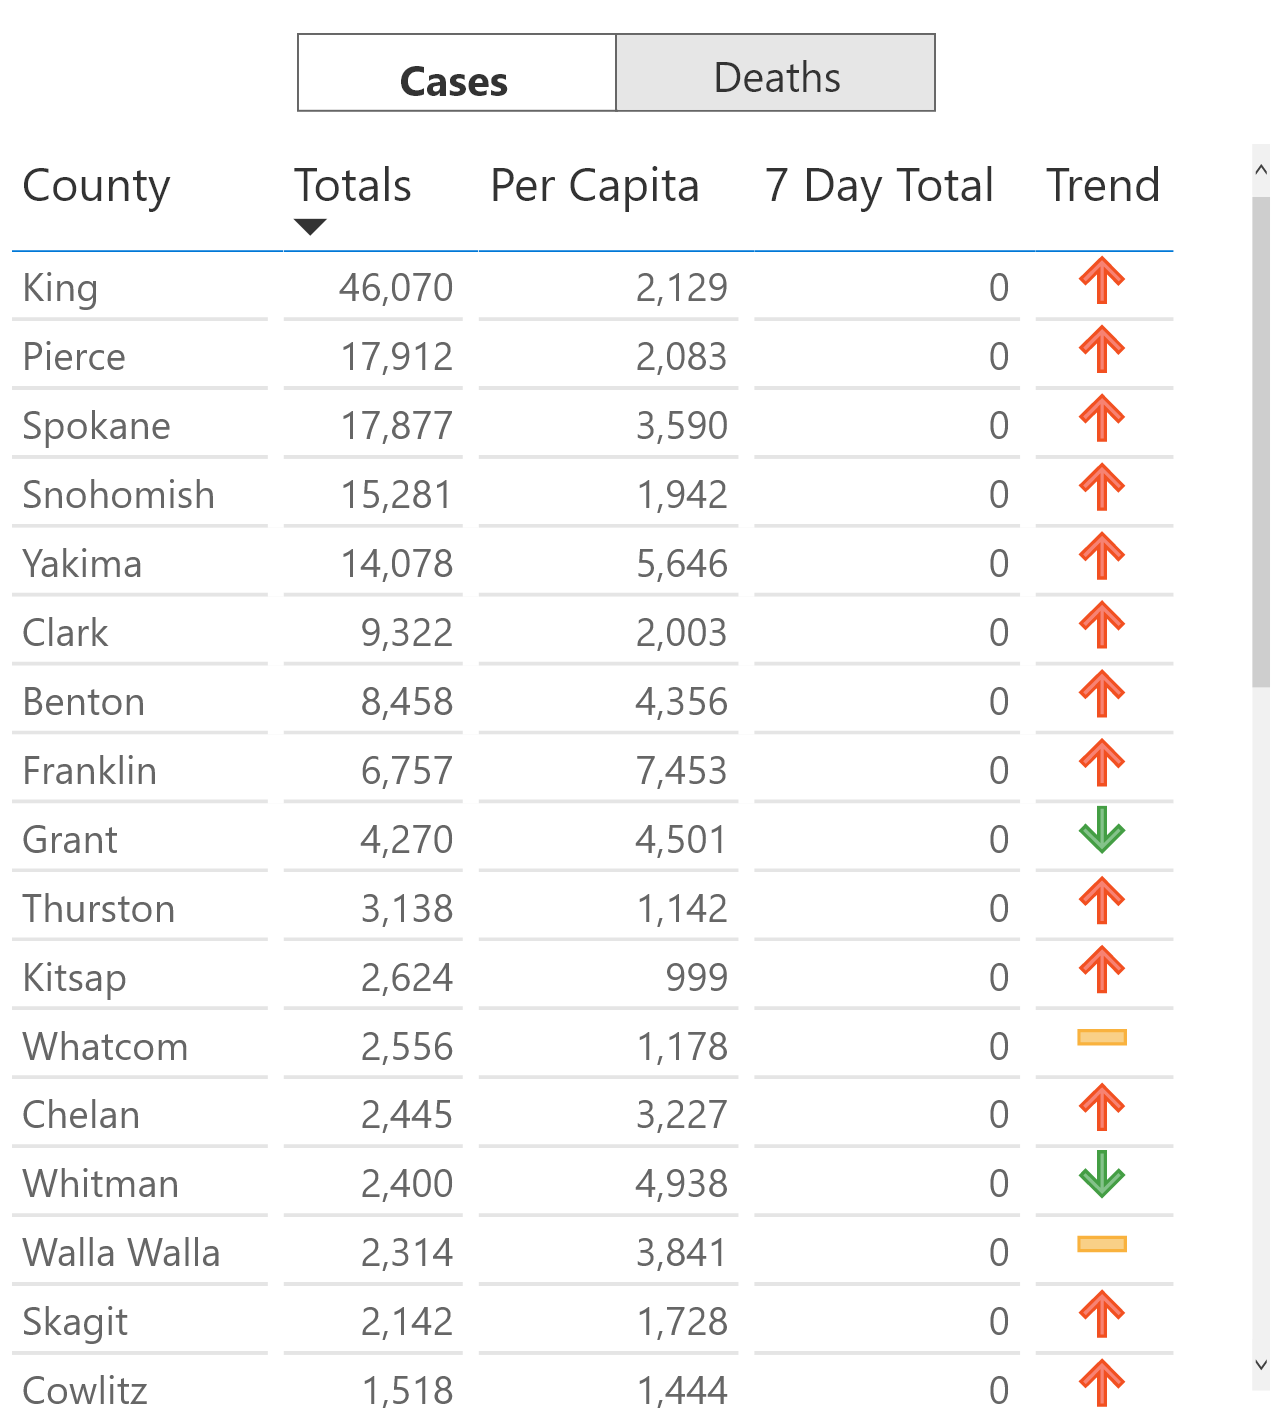 Cases Deaths
County Totals Per Capita 7 Day Total Trend
King 46,070 2,129 0
Pierce 17,912 2,083 0
Spokane 17,877 3,590 0
Snohomish 15,281 1,942 0
Yakima 14,078 5,646 0
Clark 9,322 2,003 0
Benton 8,458 4,356 0
Franklin 6,757 7,453 0
Grant 4,270 4,501 0
Thurston 3,138 1,142 0
Kitsap 2,624 999 0
Whatcom 2,556 1,178 0
Chelan 2,445 3,227 0
Whitman 2,400 4,938 0
Walla Walla 2,314 3,841 0
Skagit 2,142 1,728 0
Cowlitz 1,518 1,444 0